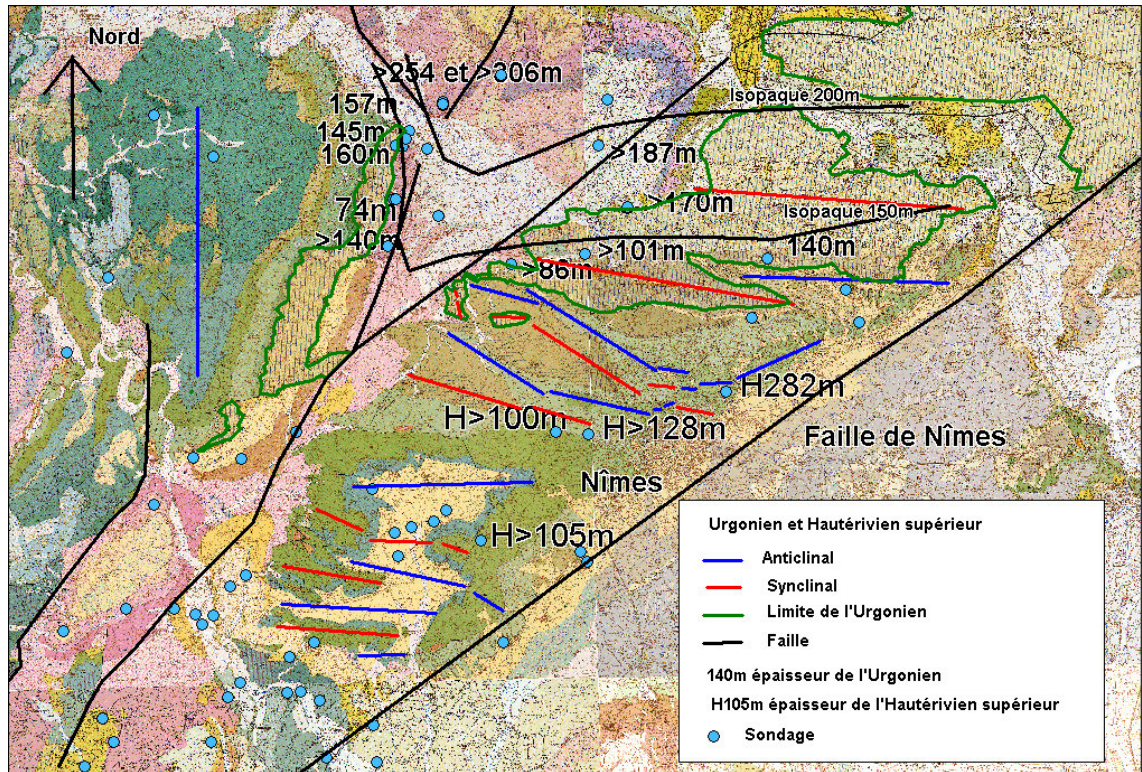 Nord
>254 et >306m
157m
Isopaque 200m
145m
160m
>187m
74m
>170m
Isopaque 150m
>140m
>101m
140m
>86m
H282m
H>100m
H>128m
Faille de Nîmes
Nîmes
H>105m
Urgonien et Hautérivien supérieur
Anticlinal
Synclinal
Limite de l'Urgonien
Faille
140m épaisseur de l'Urgonien
H105m épaisseur de l'Hautérivien supérieur
Sondage